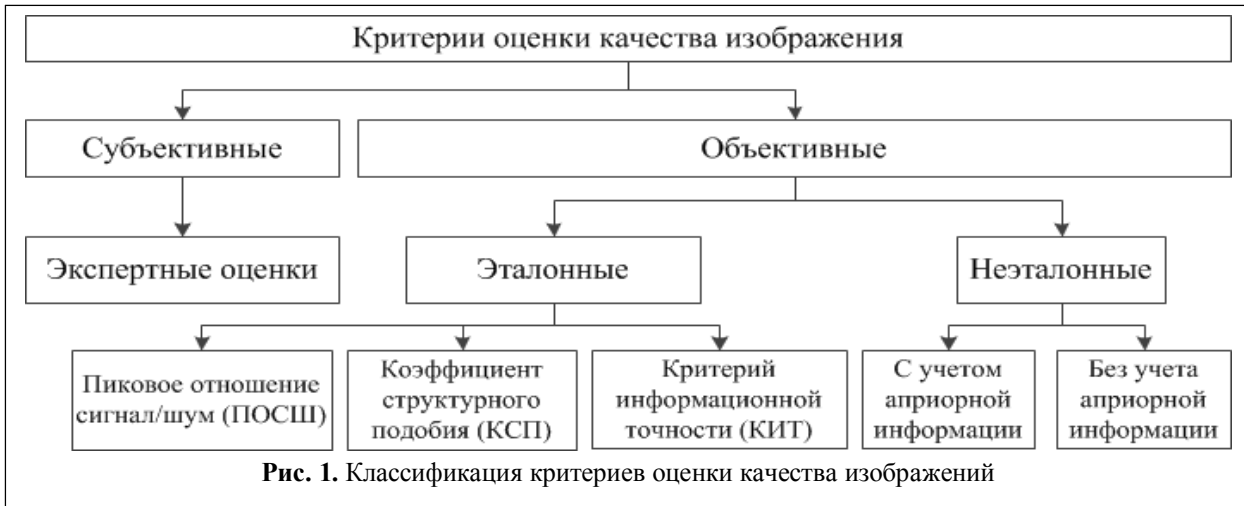 Критерии оценки качества изображения
Субъективные
Объективные
Экспертные оценки
Эталонные
Неэталонные
Пиковое отношение
сигнал/шум (ПОСШ)
Коэффициент
структурного
подобия (КСП)
Критерий
информационной
точности (КИТ)
С учетом
априорной
информации
Без учета
априорной
информации
Рис. 1. Классификация критериев оценки качества изображений